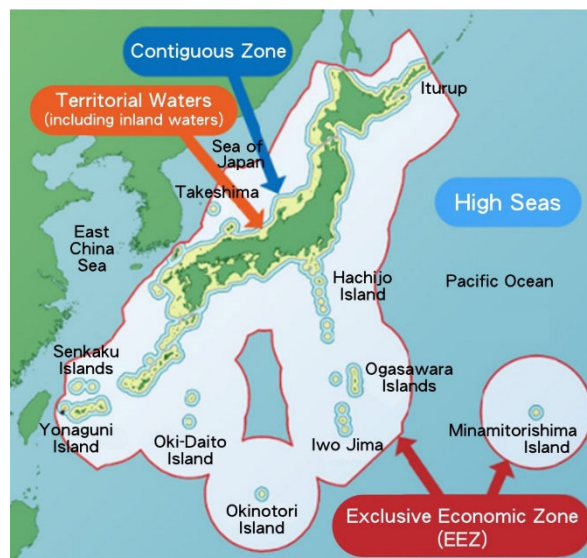 Contiguous Zone
Territorial Waters
(including inland waters)
Iturup
Sea of
Japan
Takeshima
High Seas
East
China
Sea
Hachijo
Island
Pacific Ocean
Senkaku
Islands
Ogasawara
Islands
Yonaguni
Island
Oki-Daito
Island
Iwo Jima
Minamitorishima
Island
Okinotori
Island
Exclusive Economic Zone
(EEZ)